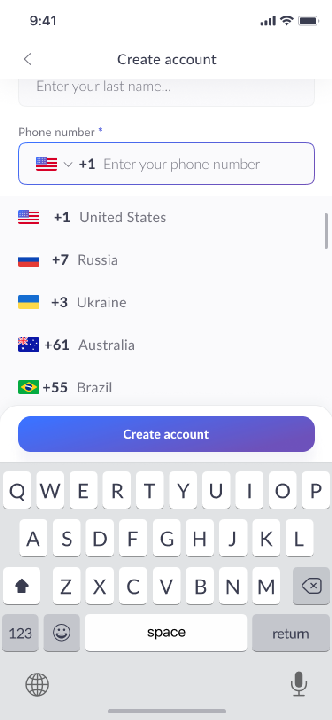 9:41
Create account
Enter your last name...
Phone number *
+1 Enter your phone number
+1 United States
+7 Russia
+3 Ukraine
+61 Australia
+55 Brazil
Create account
Q W E R T Y U I O P
A S D F G H J K L
Z X C V B N M
123 space return